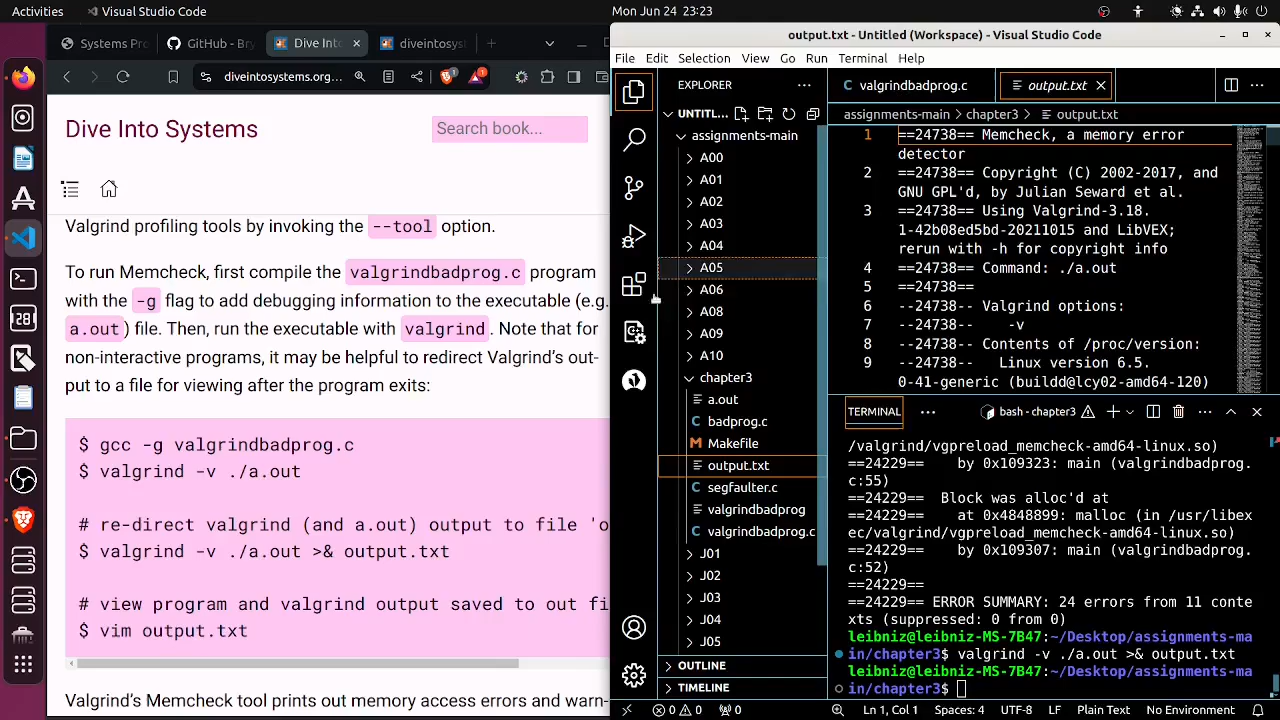 Activities
Visual Studio Code
Mon Jun 24 23:23
Systems Pro
GitHub - Bry
Dive Into
diveintosys
diveintosystems.org...
Dive Into Systems
Search book...
Valgrind profiling tools by invoking the --tool option.
To run Memcheck, first compile the valgrindbadprog.c program
with the -g flag to add debugging information to the executable (e.g.
a.out) file. Then, run the executable with valgrind. Note that for
non-interactive programs, it may be helpful to redirect Valgrind’s out-
put to a file for viewing after the program exits:
$ gcc -g valgrindbadprog.c
$ valgrind -v ./a.out
# re-direct valgrind (and a.out) output to file 'o
$ valgrind -v ./a.out >& output.txt
# view program and valgrind output saved to out fi
$ vim output.txt
Valgrind’s Memcheck tool prints out memory access errors and warn-
output.txt - Untitled (Workspace) - Visual Studio Code
File Edit Selection View Go Run Terminal Help
EXPLORER
UNTITL...
assignments-main
A00
A01
A02
A03
A04
A05
A06
A08
A09
A10
chapter3
a.out
C badprog.c
M Makefile
output.txt
C segfaulter.c
valgrindbadprog
C valgrindbadprog.c
J01
J02
J03
J04
J05
OUTLINE
TIMELINE
C valgrindbadprog.c
output.txt
assignments-main > chapter3 > output.txt
1 ==24738== Memcheck, a memory error
detector
2 ==24738== Copyright (C) 2002-2017, and
GNU GPL'd, by Julian Seward et al.
3 ==24738== Using Valgrind-3.18.
1-42b08ed5bd-20211015 and LibVEX;
rerun with -h for copyright info
4 ==24738== Command: ./a.out
5 ==24738==
6 --24738-- Valgrind options:
7 --24738-- -v
8 --24738-- Contents of /proc/version:
9 --24738-- Linux version 6.5.
0-41-generic (buildd@lcy02-amd64-120)
TERMINAL
bash - chapter3
/valgrind/vgpreload_memcheck-amd64-linux.so)
==24229== by 0x109323: main (valgrindbadprog.
c:55)
==24229== Block was alloc'd at
==24229== at 0x4848899: malloc (in /usr/libex
ec/valgrind/vgpreload_memcheck-amd64-linux.so)
==24229== by 0x109307: main (valgrindbadprog.
c:52)
==24229==
==24229== ERROR SUMMARY: 24 errors from 11 conte
xts (suppressed: 0 from 0)
leibniz@leibniz-MS-7B47:~/Desktop/assignments-ma
in/chapter3$ valgrind -v ./a.out >& output.txt
leibniz@leibniz-MS-7B47:~/Desktop/assignments-ma
in/chapter3$
0 0 0 Ln 1, Col 1 Spaces: 4 UTF-8 LF Plain Text No Environment